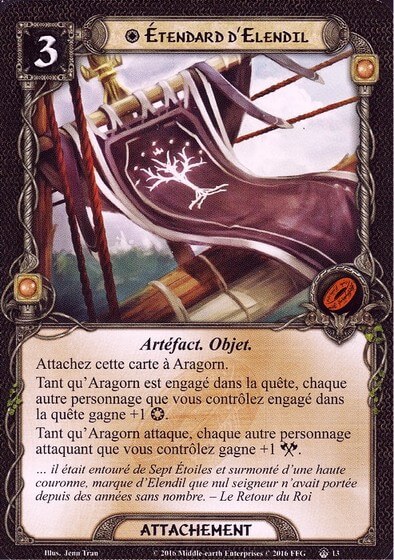 ÉTENDARD D'ELENDIL
3
Artéfact. Objet.
Attachez cette carte à Aragorn.
Tant qu'Aragorn est engagé dans la quête, chaque
autre personnage que vous contrôlez engagé dans
la quête gagne +1.
Tant qu'Aragorn attaque, chaque autre personnage
attaquant que vous contrôlez gagne +1.
... il était entouré de Sept Étoiles et surmonté d'une haute
couronne, marque d'Elendil que nul seigneur n'avait portée
depuis des années sans nombre. – Le Retour du Roi
ATTACHEMENT
Illus. Jenn Tran © 2016 Middle-earth Enterprises © 2016 FFG 13